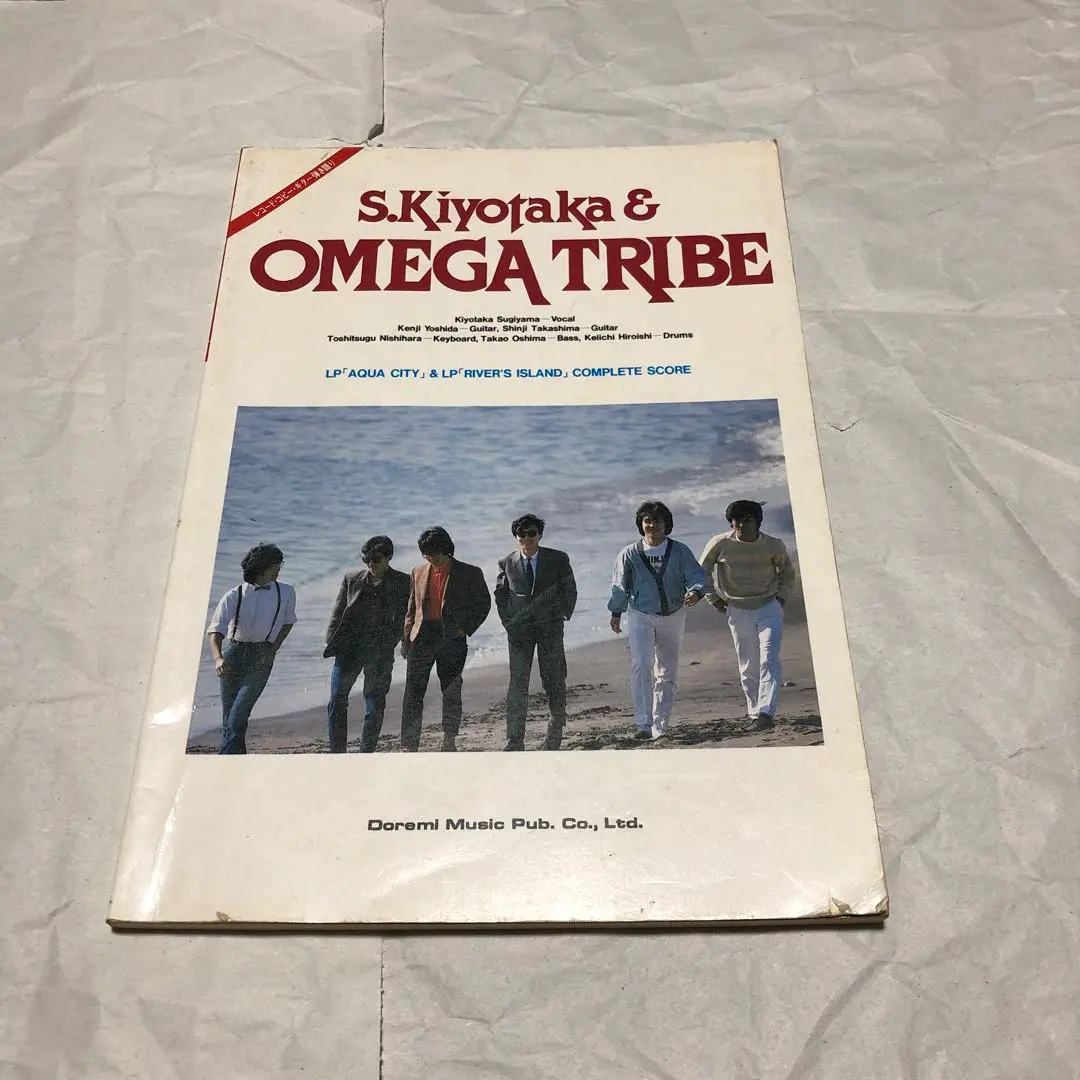 レコード・コピー・ギター弾き語り
S.Kiyotaka &
OMEGA TRIBE
Kiyotaka Sugiyama—Vocal
Kenji Yoshida—Guitar, Shinji Takashima—Guitar
Toshitsugu Nishihara—Keyboard, Takao Oshima—Bass, Keiichi Hiroishi—Drums
LP「AQUA CITY」& LP「RIVER'S ISLAND」COMPLETE SCORE
Doremi Music Pub. Co., Ltd.